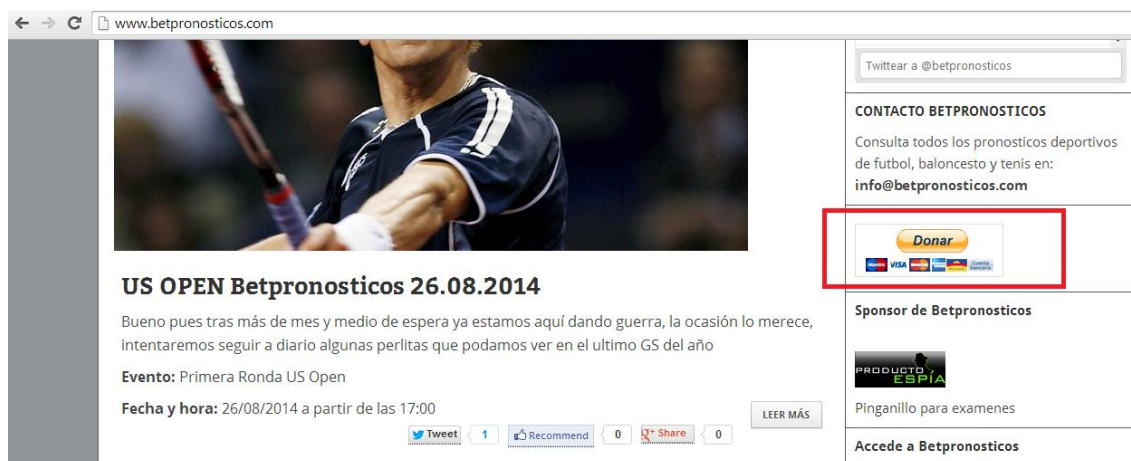 www.betpronosticos.com
Twittear a @betpronosticos
CONTACTO BETPRONOSTICOS
Consulta todos los pronosticos deportivos
de futbol, baloncesto y tenis en:
info@betpronosticos.com
Donar
VISA
Cuenta
bancaria
Sponsor de Betpronosticos
PRODUCTO
ESPIA
Pinganillo para examenes
Accede a Betpronosticos
US OPEN Betpronosticos 26.08.2014
Bueno pues tras más de mes y medio de espera ya estamos aquí dando guerra, la ocasión lo merece,
intentaremos seguir a diario algunas perlitas que podamos ver en el ultimo GS del año
Evento: Primera Ronda US Open
Fecha y hora: 26/08/2014 a partir de las 17:00
LEER MÁS
Tweet 1 Recommend 0 g+ Share 0